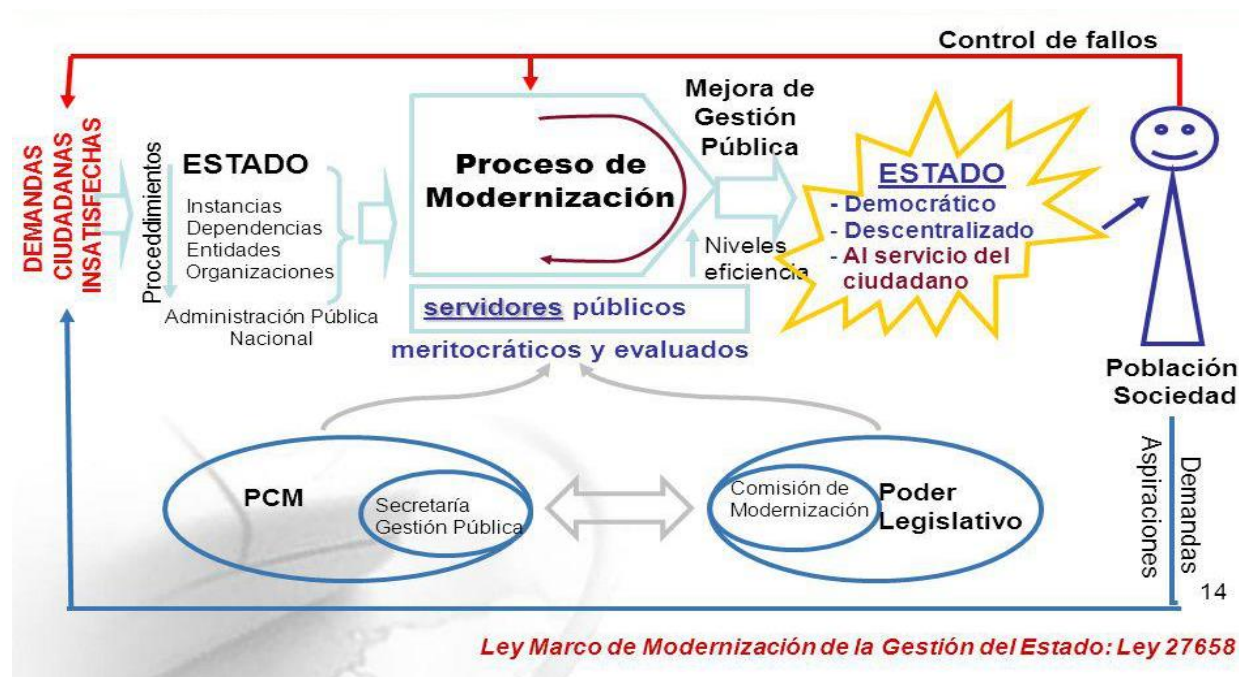 Control de fallos
DEMANDAS
CIUDADANAS
INSATISFECHAS
Proceddimientos
ESTADO
Instancias
Dependencias
Entidades
Organizaciones
Administración Pública
Nacional
Proceso de
Modernización
Mejora de
Gestión
Pública
Niveles
eficiencia
servidores públicos
meritocráticos y evaluados
ESTADO
- Democrático
- Descentralizado
- Al servicio del
ciudadano
Población
Sociedad
Aspiraciones
Demandas
PCM
Secretaría
Gestión Pública
Comisión de
Modernización
Poder
Legislativo
14
Ley Marco de Modernización de la Gestión del Estado: Ley 27658